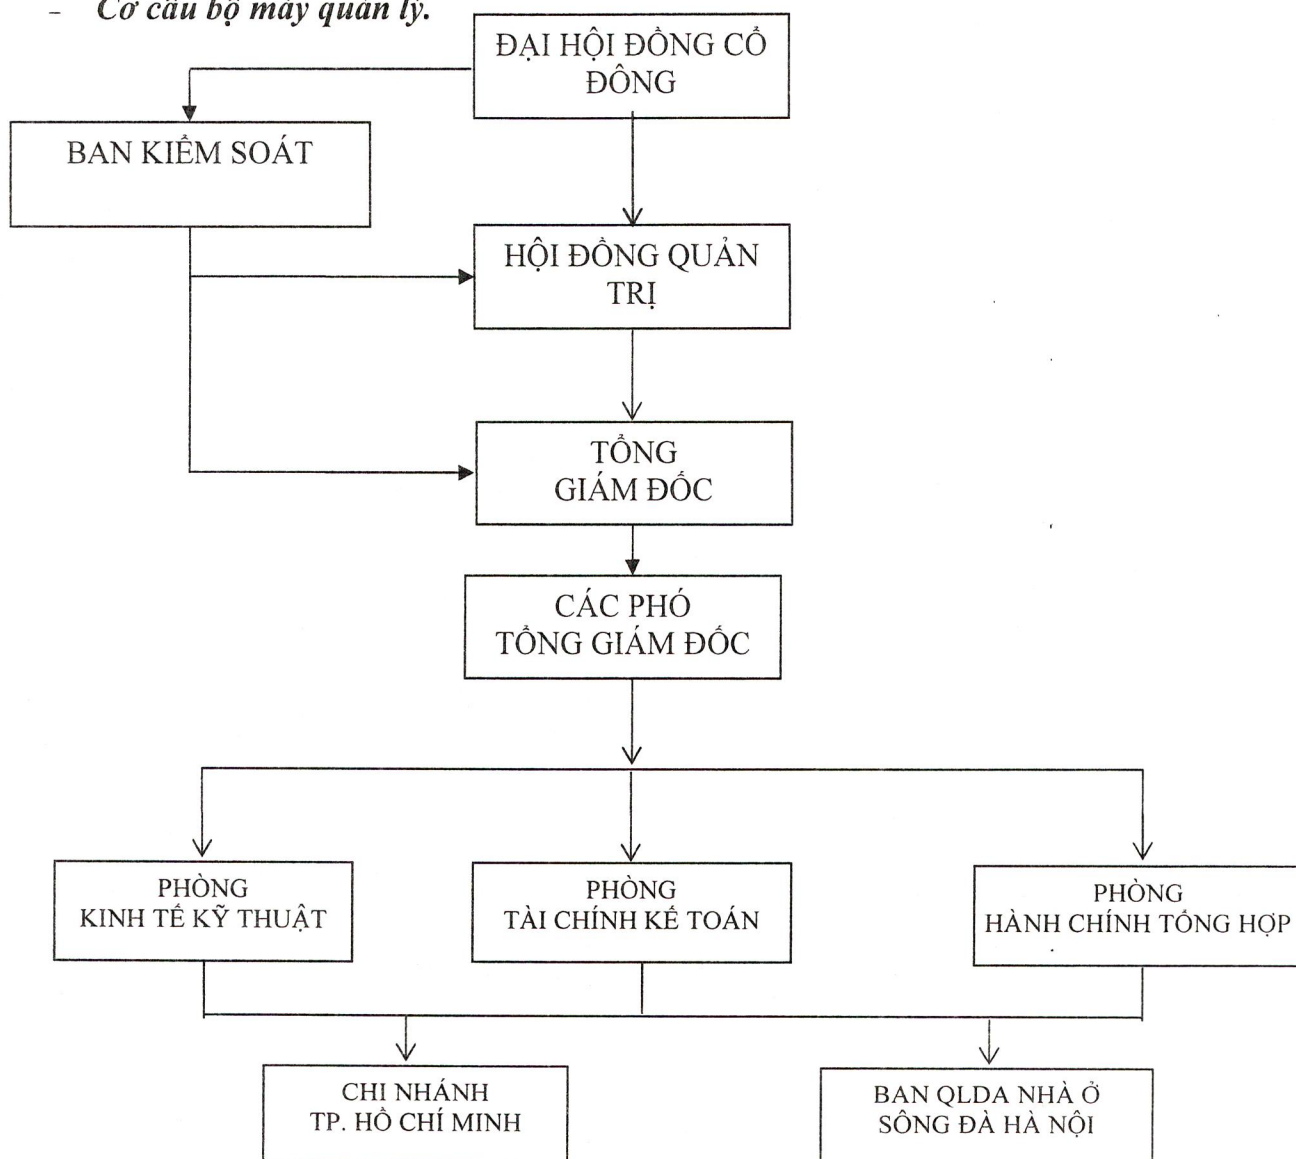 - Cơ cấu bộ máy quản lý.
ĐẠI HỘI ĐỒNG CỔ
ĐÔNG
BAN KIỂM SOÁT
HỘI ĐỒNG QUẢN
TRỊ
TỔNG
GIÁM ĐỐC
CÁC PHÓ
TỔNG GIÁM ĐỐC
PHÒNG
KINH TẾ KỸ THUẬT
PHÒNG
TÀI CHÍNH KẾ TOÁN
PHÒNG
HÀNH CHÍNH TỔNG HỢP
CHI NHÁNH
TP. HỒ CHÍ MINH
BAN QLDA NHÀ Ở
SÔNG ĐÀ HÀ NỘI